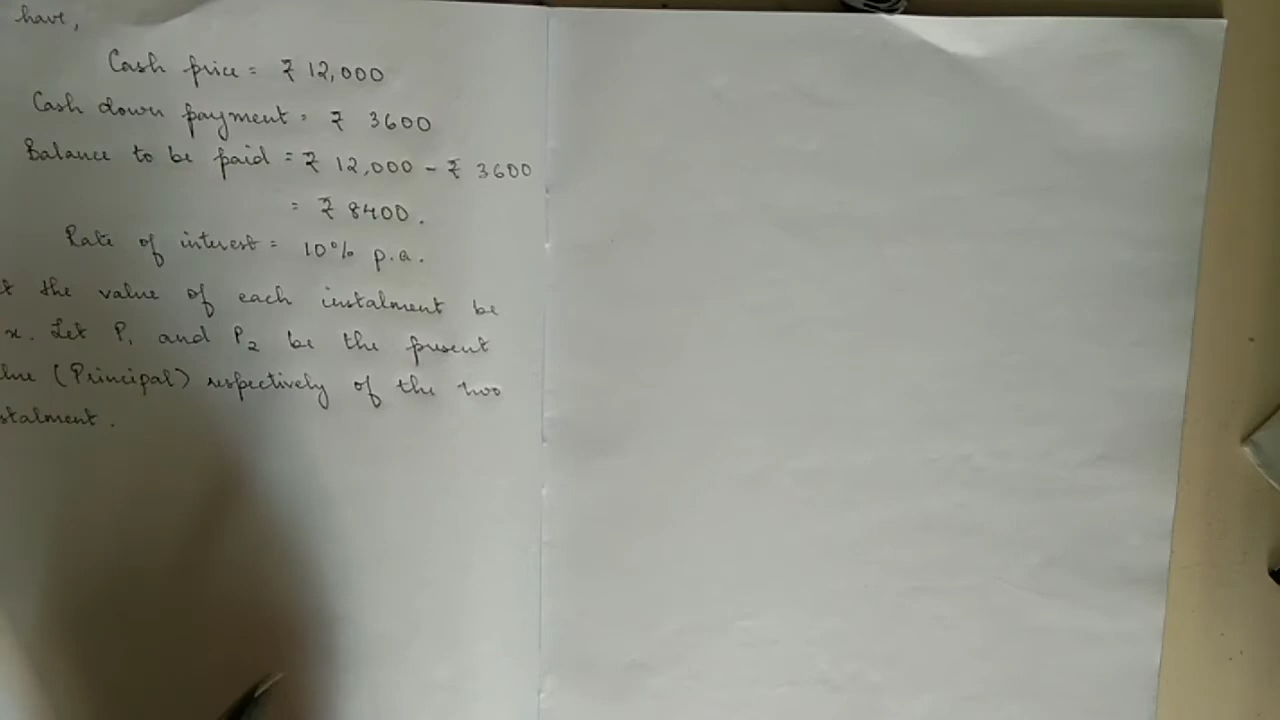 have,
Cash price = ₹ 12,000
Cash down payment = ₹ 3600
Balance to be paid = ₹ 12,000 - ₹ 3600
= ₹ 8400.
Rate of interest = 10% p.a.
the value of each instalment be
x. Let P₁ and P₂ be the present
(Principal) respectively of the two
stalment.